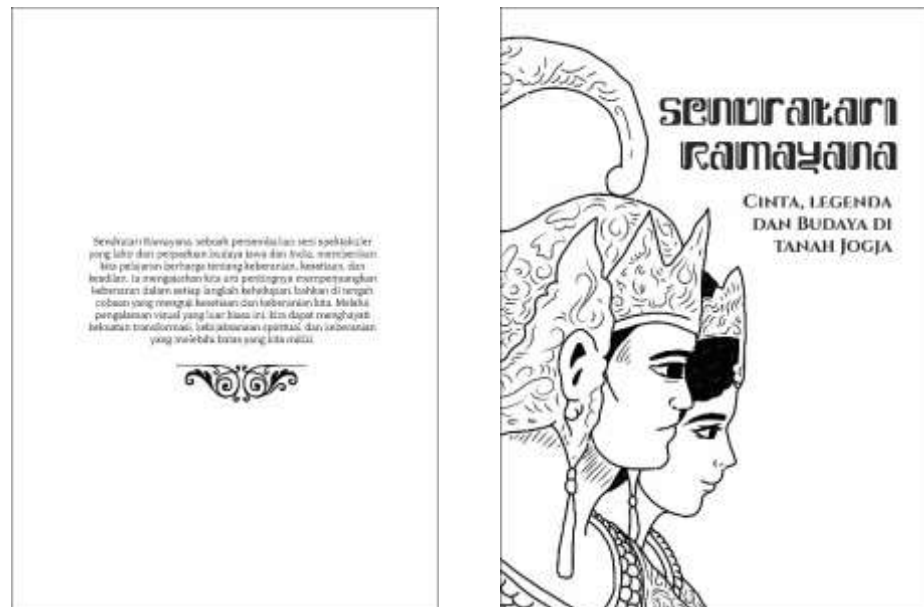 Sendratari Ramayana, sebuah persembahan seni spektakuler
yang lahir dari perpaduan budaya Jawa dan India, memberikan
kita pelajaran berharga tentang keberanian, kesetiaan, dan
keadilan. Ia mengajarkan kita arti pentingnya memperjuangkan
kebenaran dalam setiap langkah kehidupan, bahkan di tengah
cobaan yang menguji kesetiaan dan keberanian kita. Melalui
pengalaman visual yang luar biasa ini, kita dapat menghayati
kekuatan transformasi, kebijaksanaan spiritual, dan keberanian
yang melebihi batas yang kita miliki.
Sendratari
Ramayana
Cinta, legenda
dan Budaya di
tanah Jogja